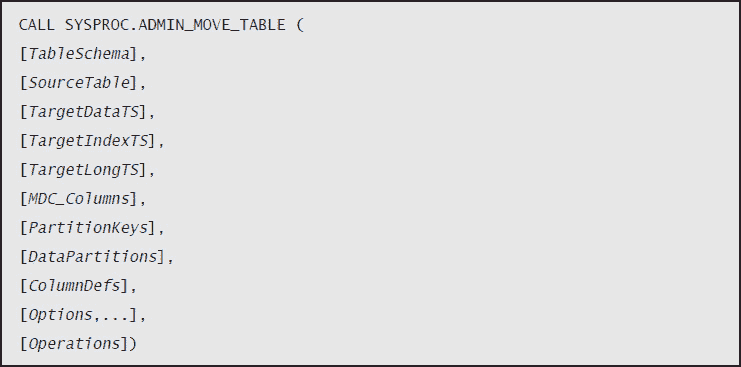 CALL SYSPROC.ADMIN_MOVE_TABLE (
[TableSchema],
[SourceTable],
[TargetDataTS],
[TargetIndexTS],
[TargetLongTS],
[MDC_Columns],
[PartitionKeys],
[DataPartitions],
[ColumnDefs],
[Options,...],
[Operations])